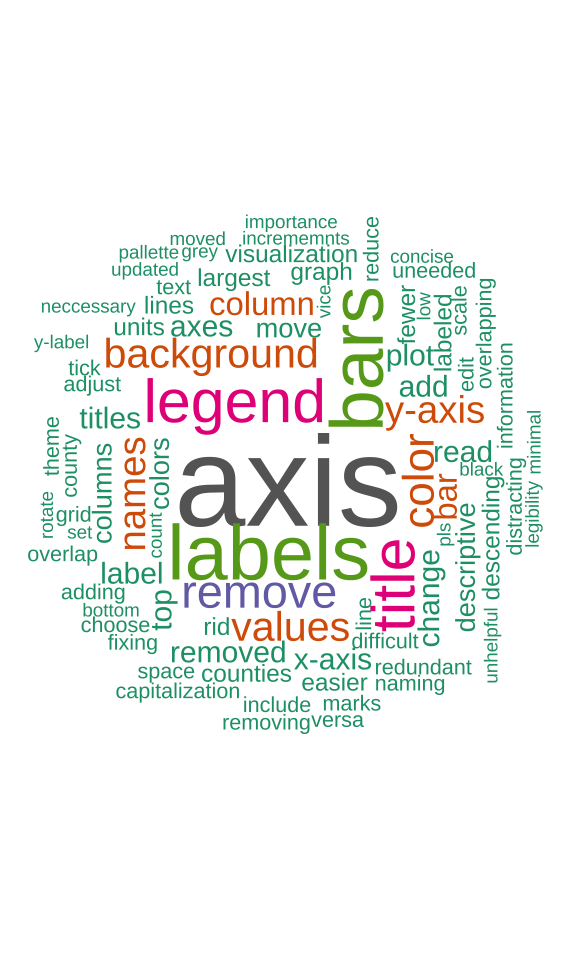 importance
moved
incrememnts
reduce
pallette
grey
visualization
concise
updated
largest
graph
uneeded
text
vice
fewer
low
scale
overlapping
neccessary
lines
column
bars
labeled
units
axes
move
y-label
background
plot
edit
information
tick
adjust
legend
add
titles
y-axis
minimal
theme
county
columns
names
colors
axis
color
bar
read
black
distracting
legibility
rotate
grid
set
count
pls
descending
descriptive
overlap
label
labels
title
change
adding
remove
bottom
top
line
unhelpful
choose
rid
values
fixing
difficult
removed
x-axis
redundant
space
counties
easier
naming
capitalization
include
marks
removing
versa